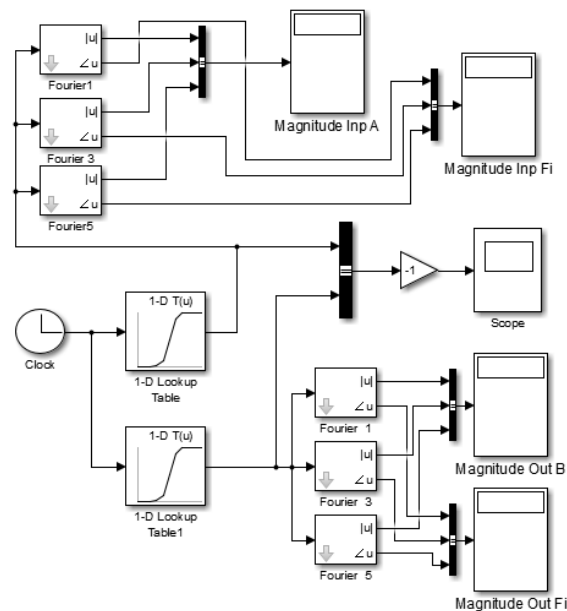 |u|
∠u
Fourier1
|u|
∠u
Fourier 3
|u|
∠u
Fourier5
Magnitude Inp A
Magnitude Inp Fi
1-D T(u)
1-D Lookup
Table
Clock
-1
Scope
1-D T(u)
1-D Lookup
Table1
|u|
∠u
Fourier 1
|u|
∠u
Fourier 3
|u|
∠u
Fourier 5
Magnitude Out B
Magnitude Out Fi